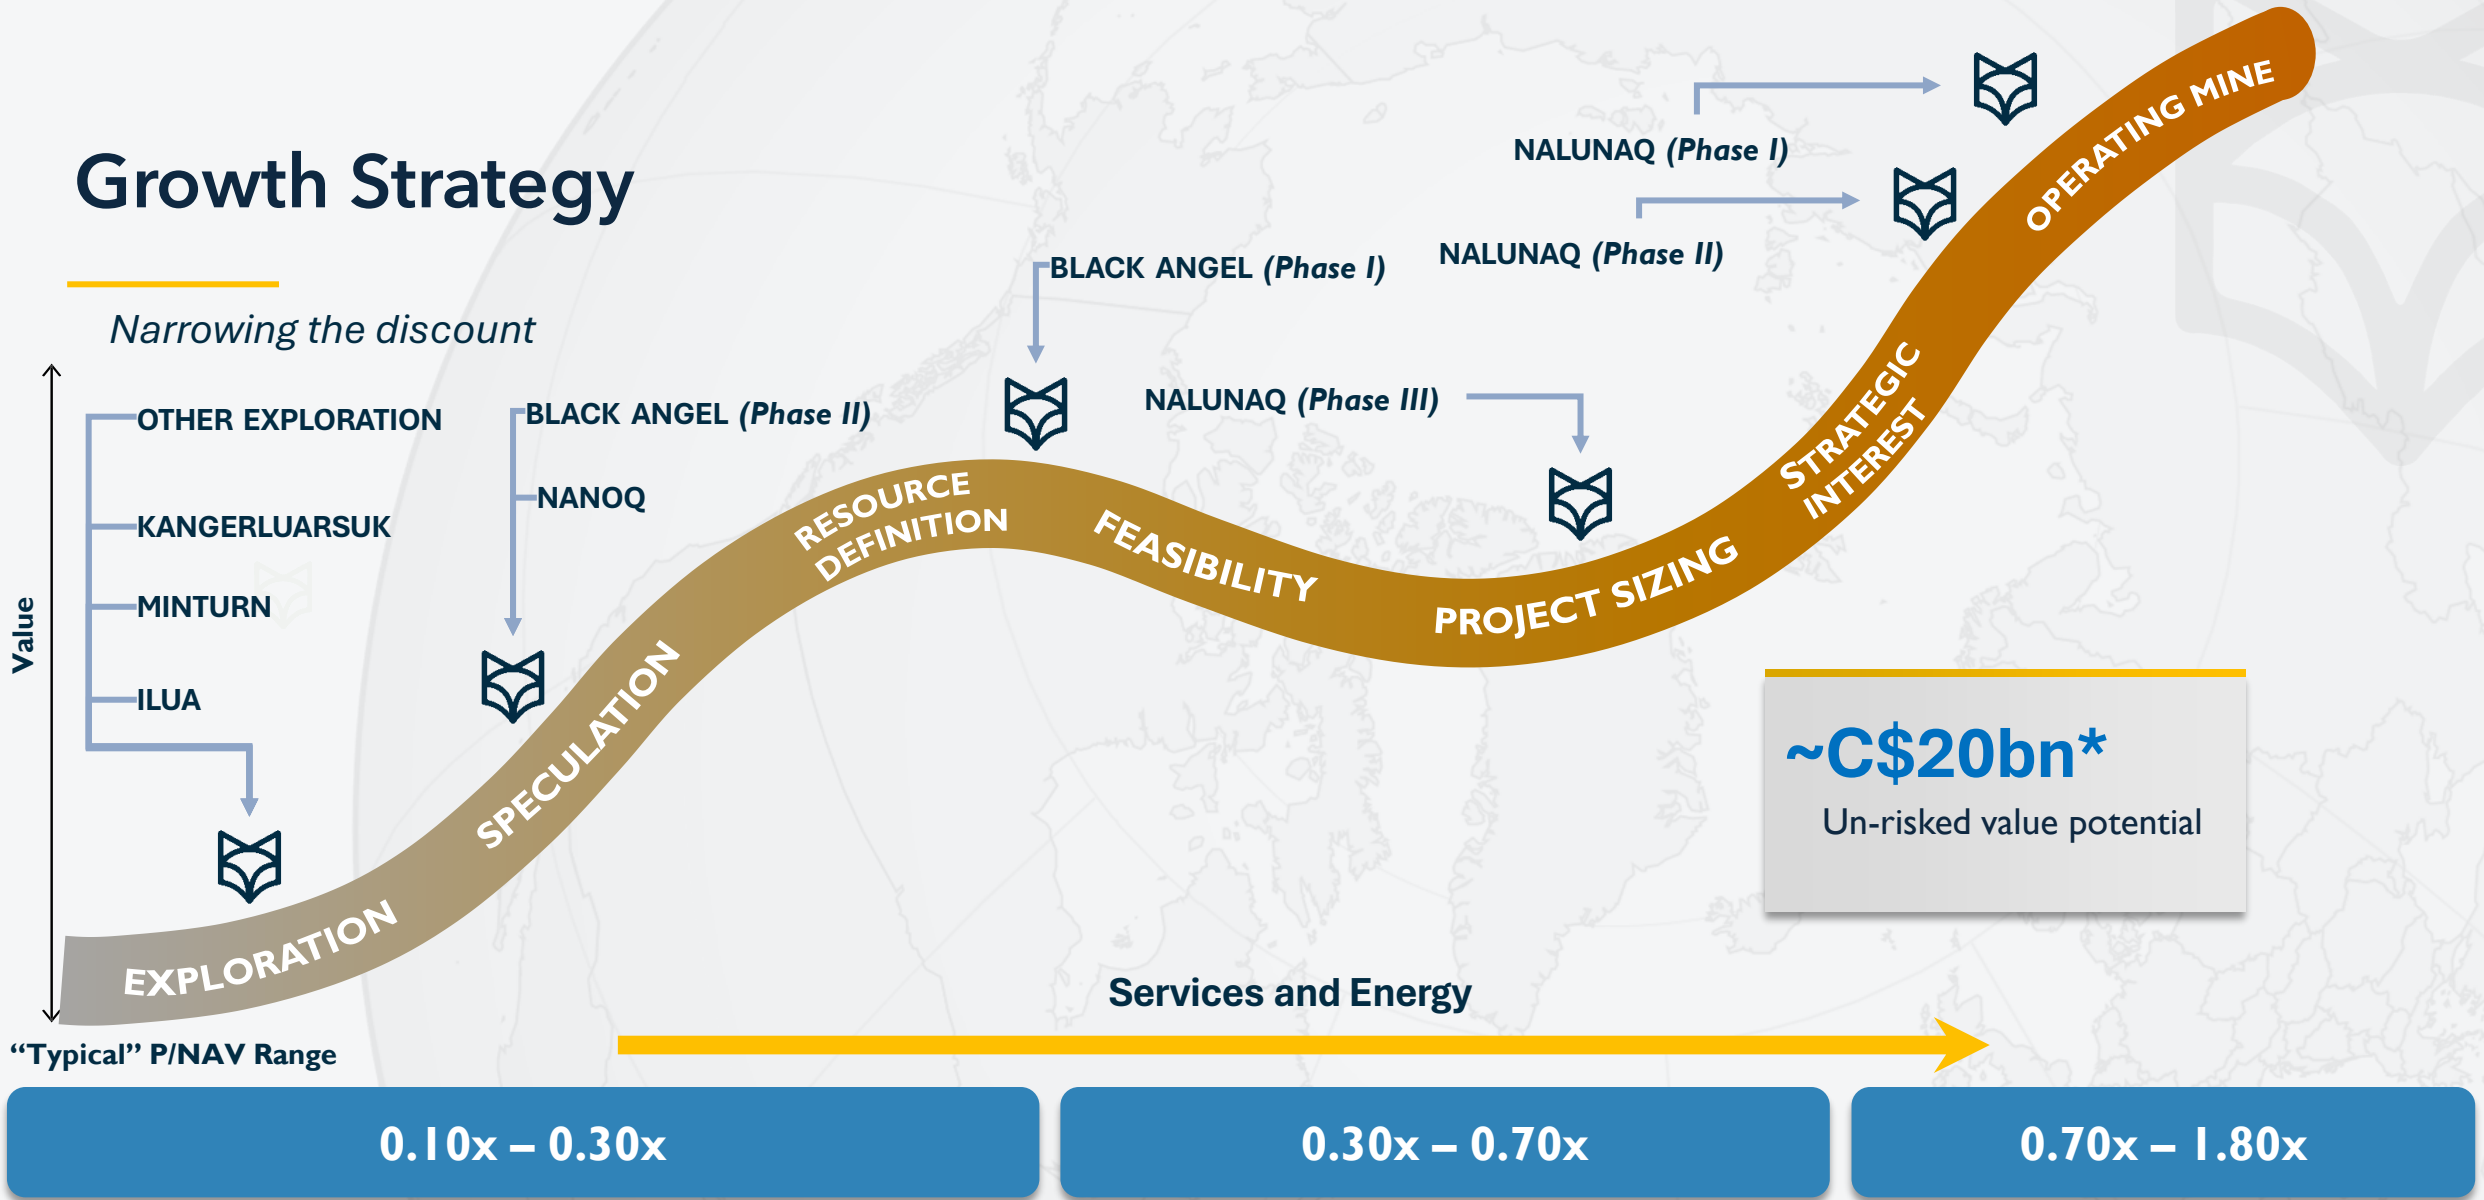 Growth Strategy
Narrowing the discount
Value
OTHER EXPLORATION
KANGERLUARSUK
MINTURN
ILUA
BLACK ANGEL (Phase II)
NANOQ
BLACK ANGEL (Phase I)
NALUNAQ (Phase III)
NALUNAQ (Phase I)
NALUNAQ (Phase II)
EXPLORATION
SPECULATION
RESOURCE
DEFINITION
FEASIBILITY
PROJECT SIZING
STRATEGIC
INTEREST
OPERATING MINE
~C$20bn*
Un-risked value potential
Services and Energy
“Typical” P/NAV Range
0.10x – 0.30x
0.30x – 0.70x
0.70x – 1.80x